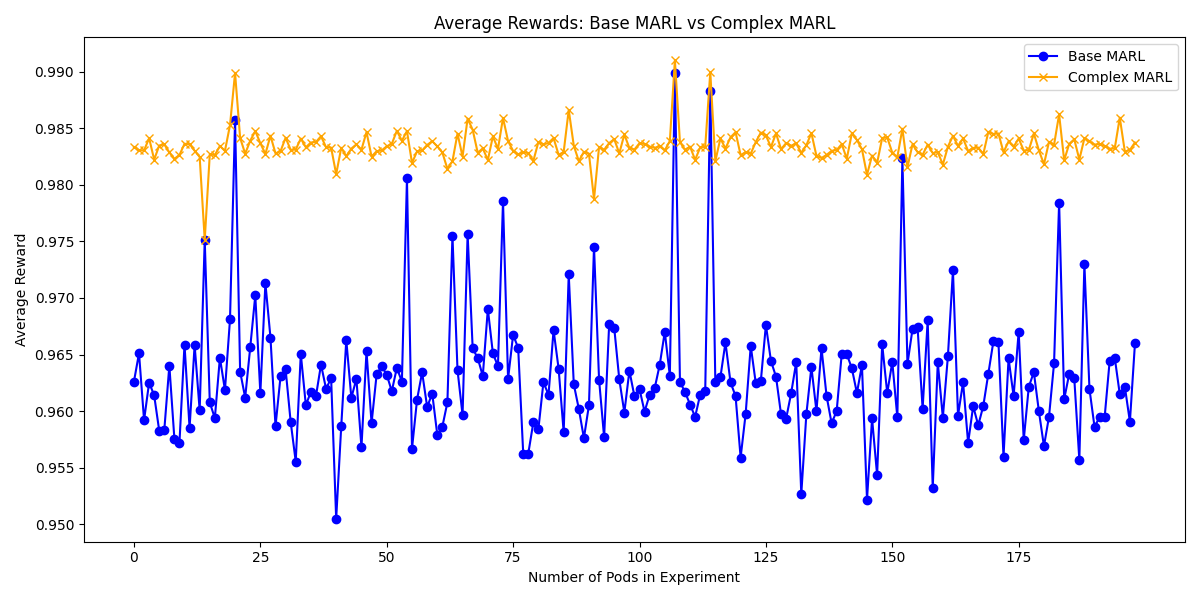 Average Rewards: Base MARL vs Complex MARL
Base MARL
Complex MARL
Average Reward
0.990
0.985
0.980
0.975
0.970
0.965
0.960
0.955
0.950
0 25 50 75 100 125 150 175
Number of Pods in Experiment